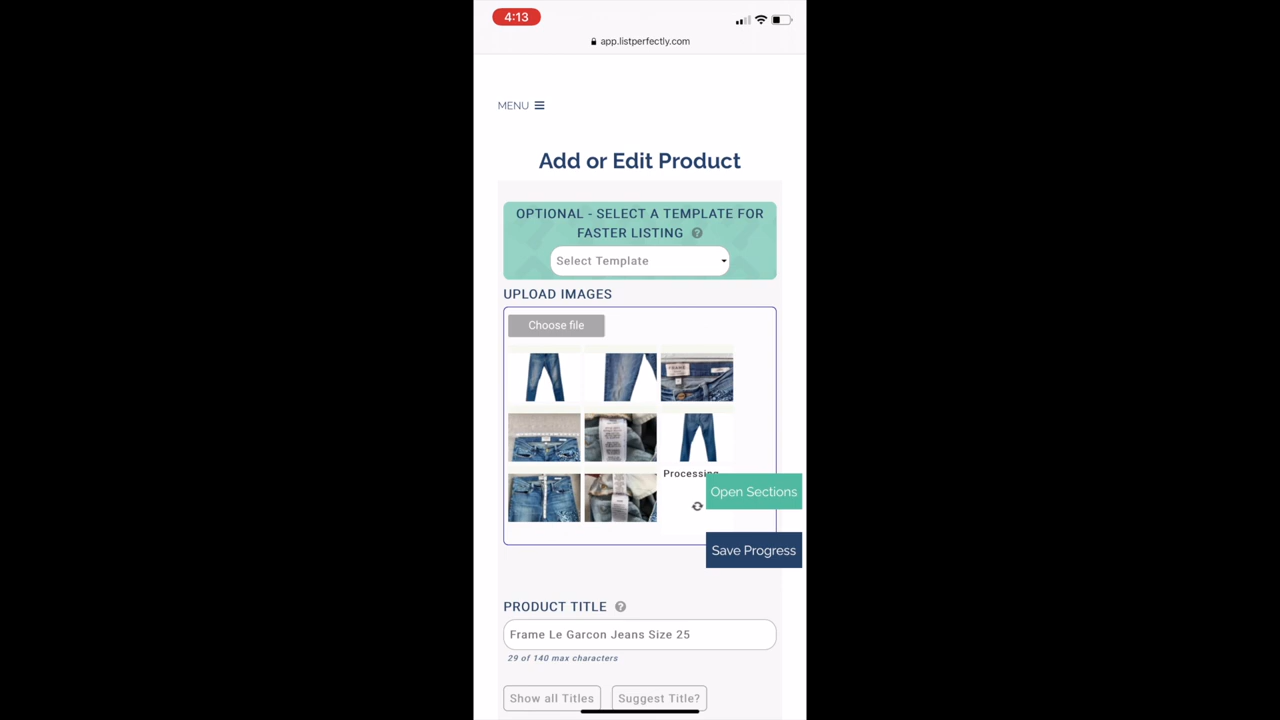 4:13
app.listperfectly.com
MENU
Add or Edit Product
OPTIONAL - SELECT A TEMPLATE FOR
FASTER LISTING ?
Select Template
UPLOAD IMAGES
Choose file
FRAME
Processing
Open Sections
Save Progress
PRODUCT TITLE ?
Frame Le Garcon Jeans Size 25
29 of 140 max characters
Show all Titles
Suggest Title?